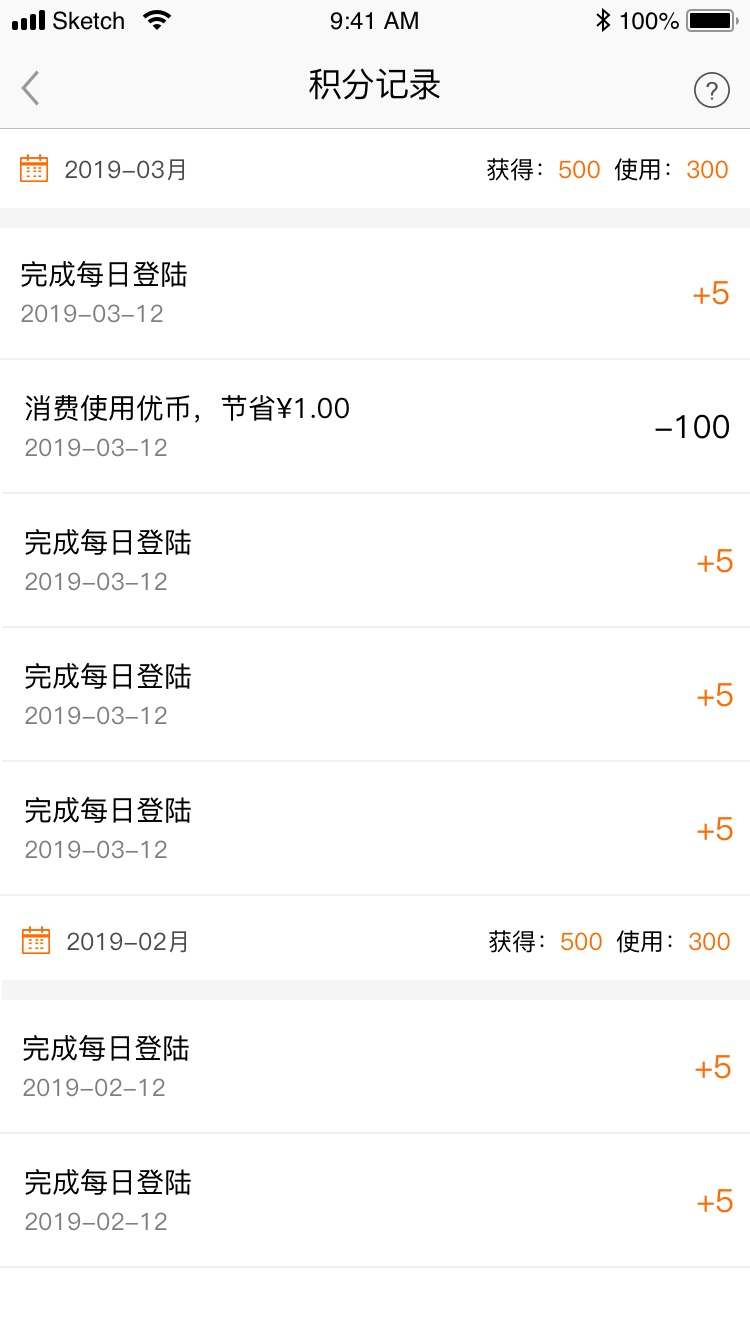 Sketch 9:41 AM 100%
积分记录 ?
2019-03月 获得：500 使用：300
完成每日登陆
+5
2019-03-12
消费使用优币，节省¥1.00
-100
2019-03-12
完成每日登陆
+5
2019-03-12
完成每日登陆
+5
2019-03-12
完成每日登陆
+5
2019-03-12
2019-02月 获得：500 使用：300
完成每日登陆
+5
2019-02-12
完成每日登陆
+5
2019-02-12